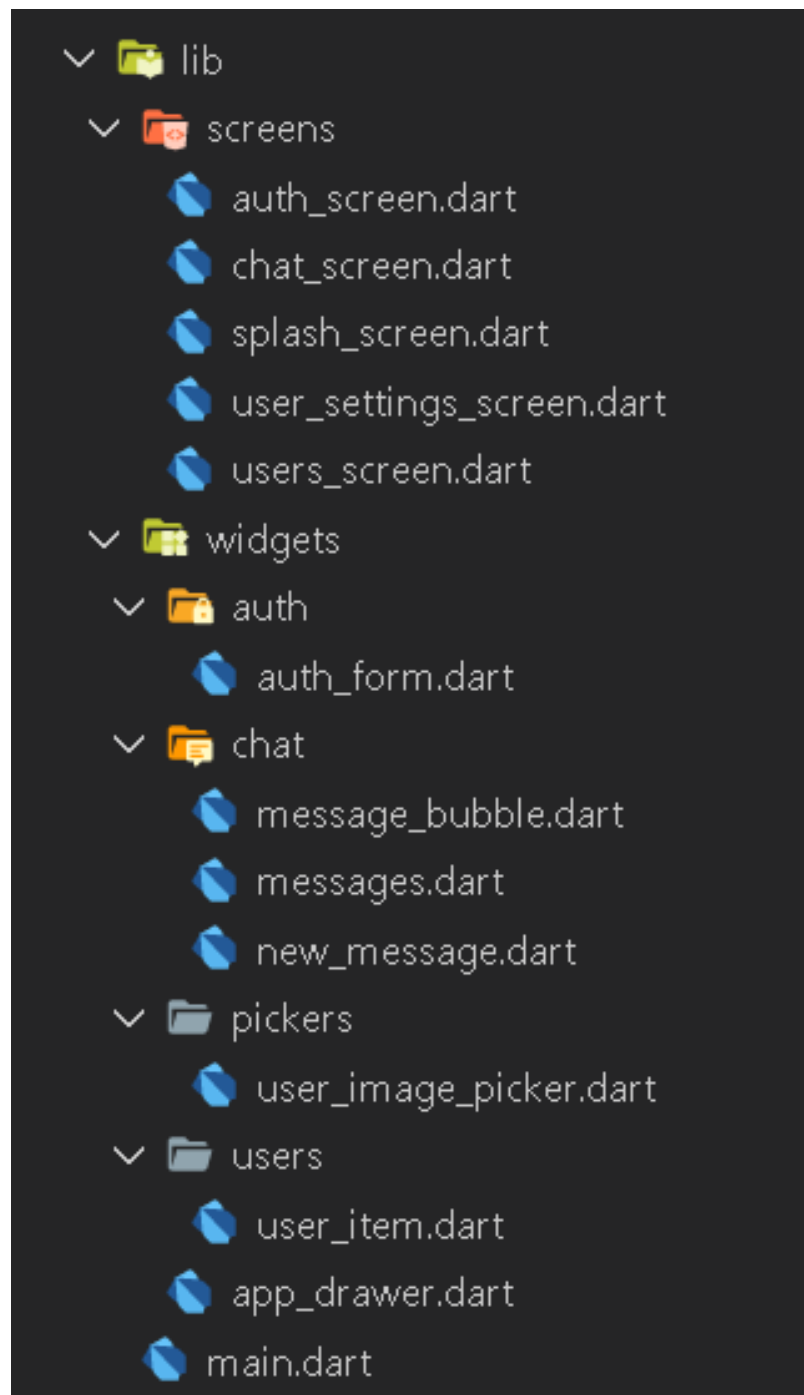 lib
screens
auth_screen.dart
chat_screen.dart
splash_screen.dart
user_settings_screen.dart
users_screen.dart
widgets
auth
auth_form.dart
chat
message_bubble.dart
messages.dart
new_message.dart
pickers
user_image_picker.dart
users
user_item.dart
app_drawer.dart
main.dart